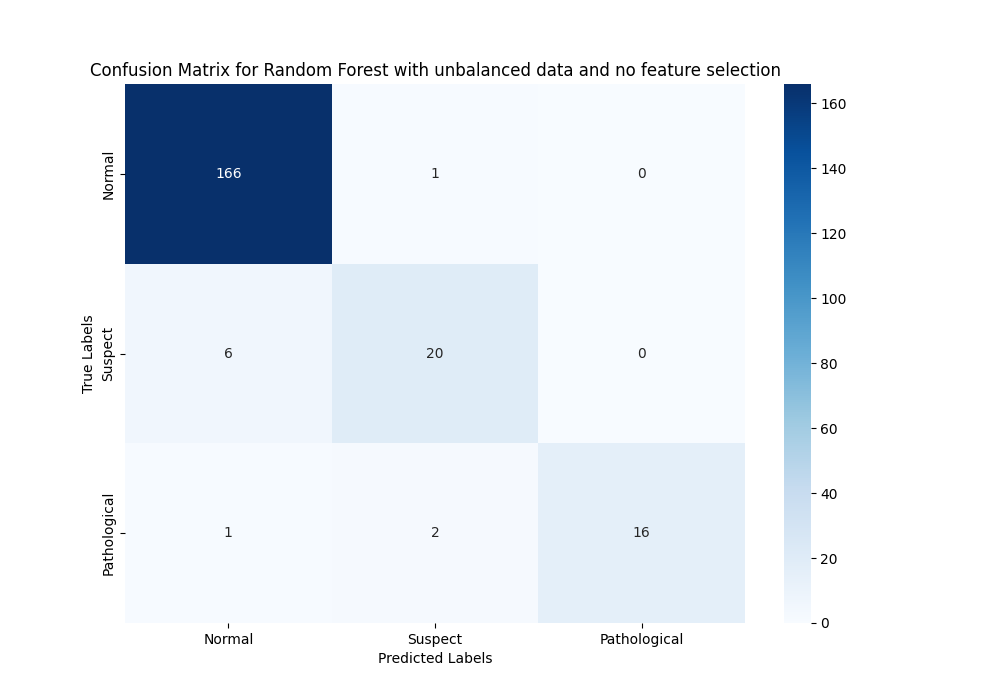 Confusion Matrix for Random Forest with unbalanced data and no feature selection
True Labels
Normal
166
1
0
Suspect
6
20
0
Pathological
1
2
16
Normal
Suspect
Pathological
Predicted Labels
160
140
120
100
80
60
40
20
0